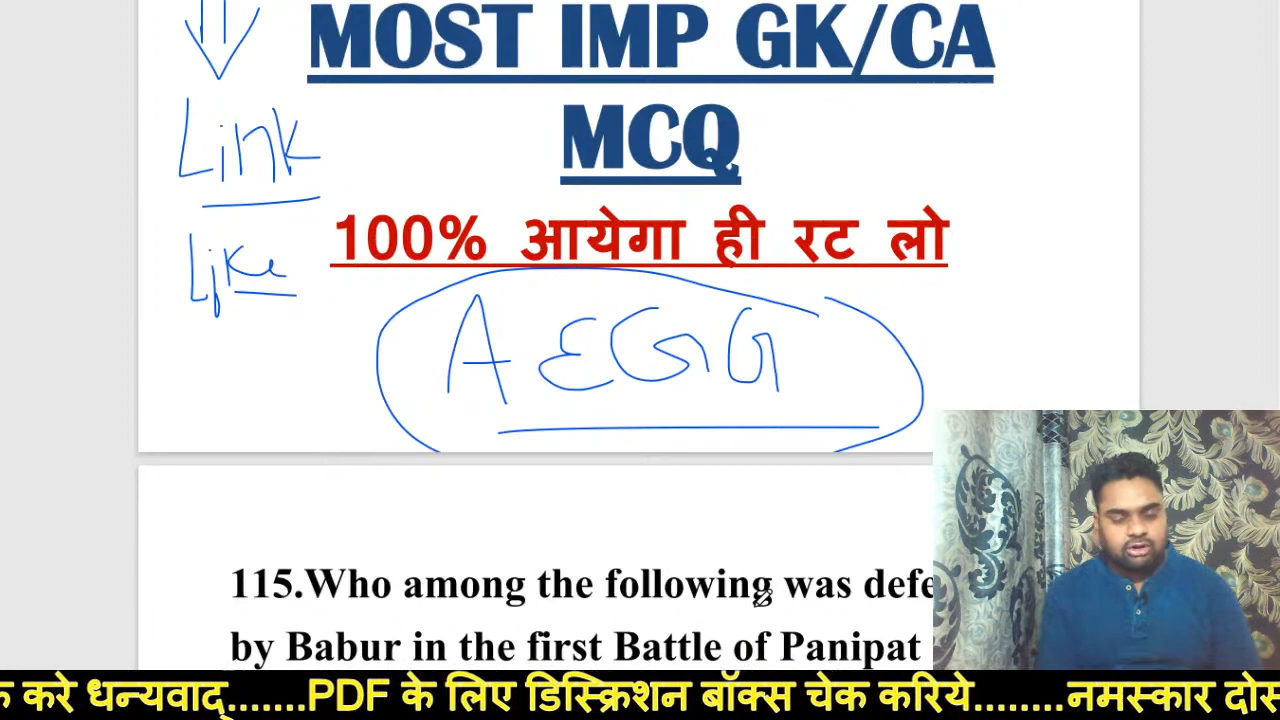 MOST IMP GK/CA
MCQ
Link
Like
100% आयेगा ही रट लो
AEGG
115.Who among the following was defe
by Babur in the first Battle of Panipat
क करे धन्यवाद्.......PDF के लिए डिस्क्रिशन बॉक्स चेक करिये........नमस्कार दोस